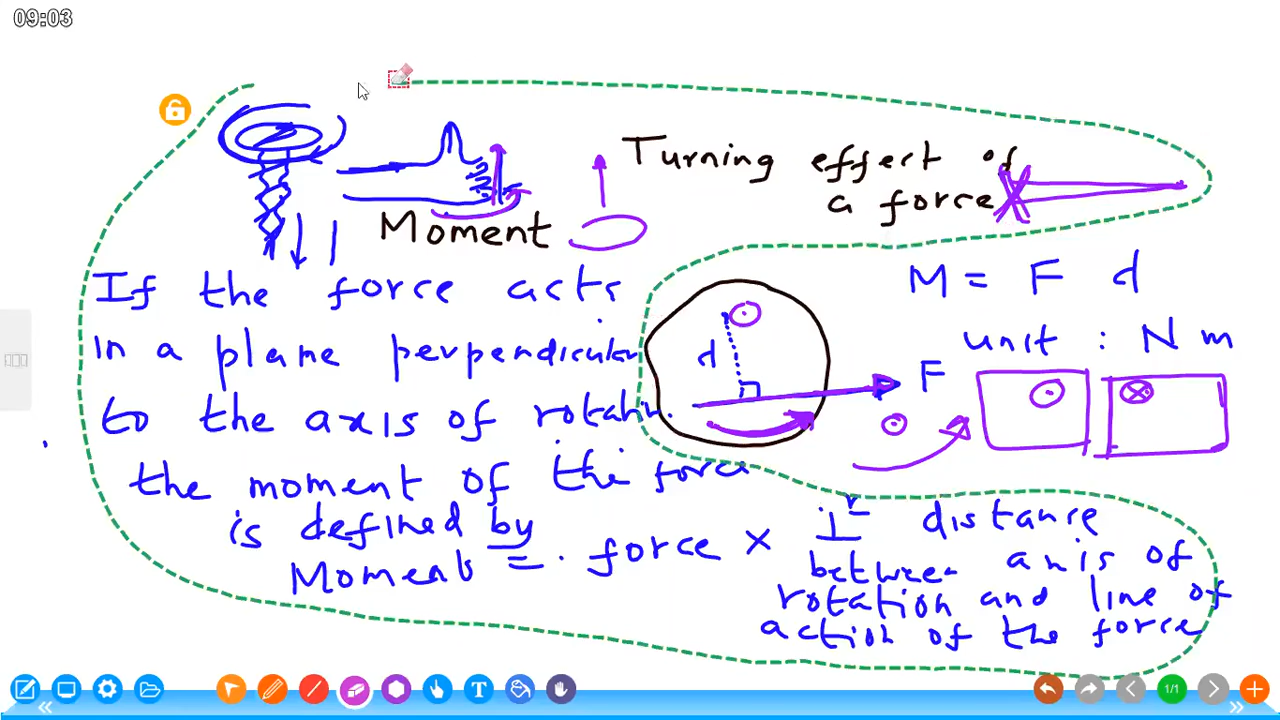 09:03
Turning effect of
a force
Moment
If the force acts
in a plane perpendicular
to the axis of rotation.
the moment of the force
is defined by
Moment = force × ⊥r distance
between axis of
rotation and line of
action of the force
M = F d
unit : N m
d
F
1/1
T